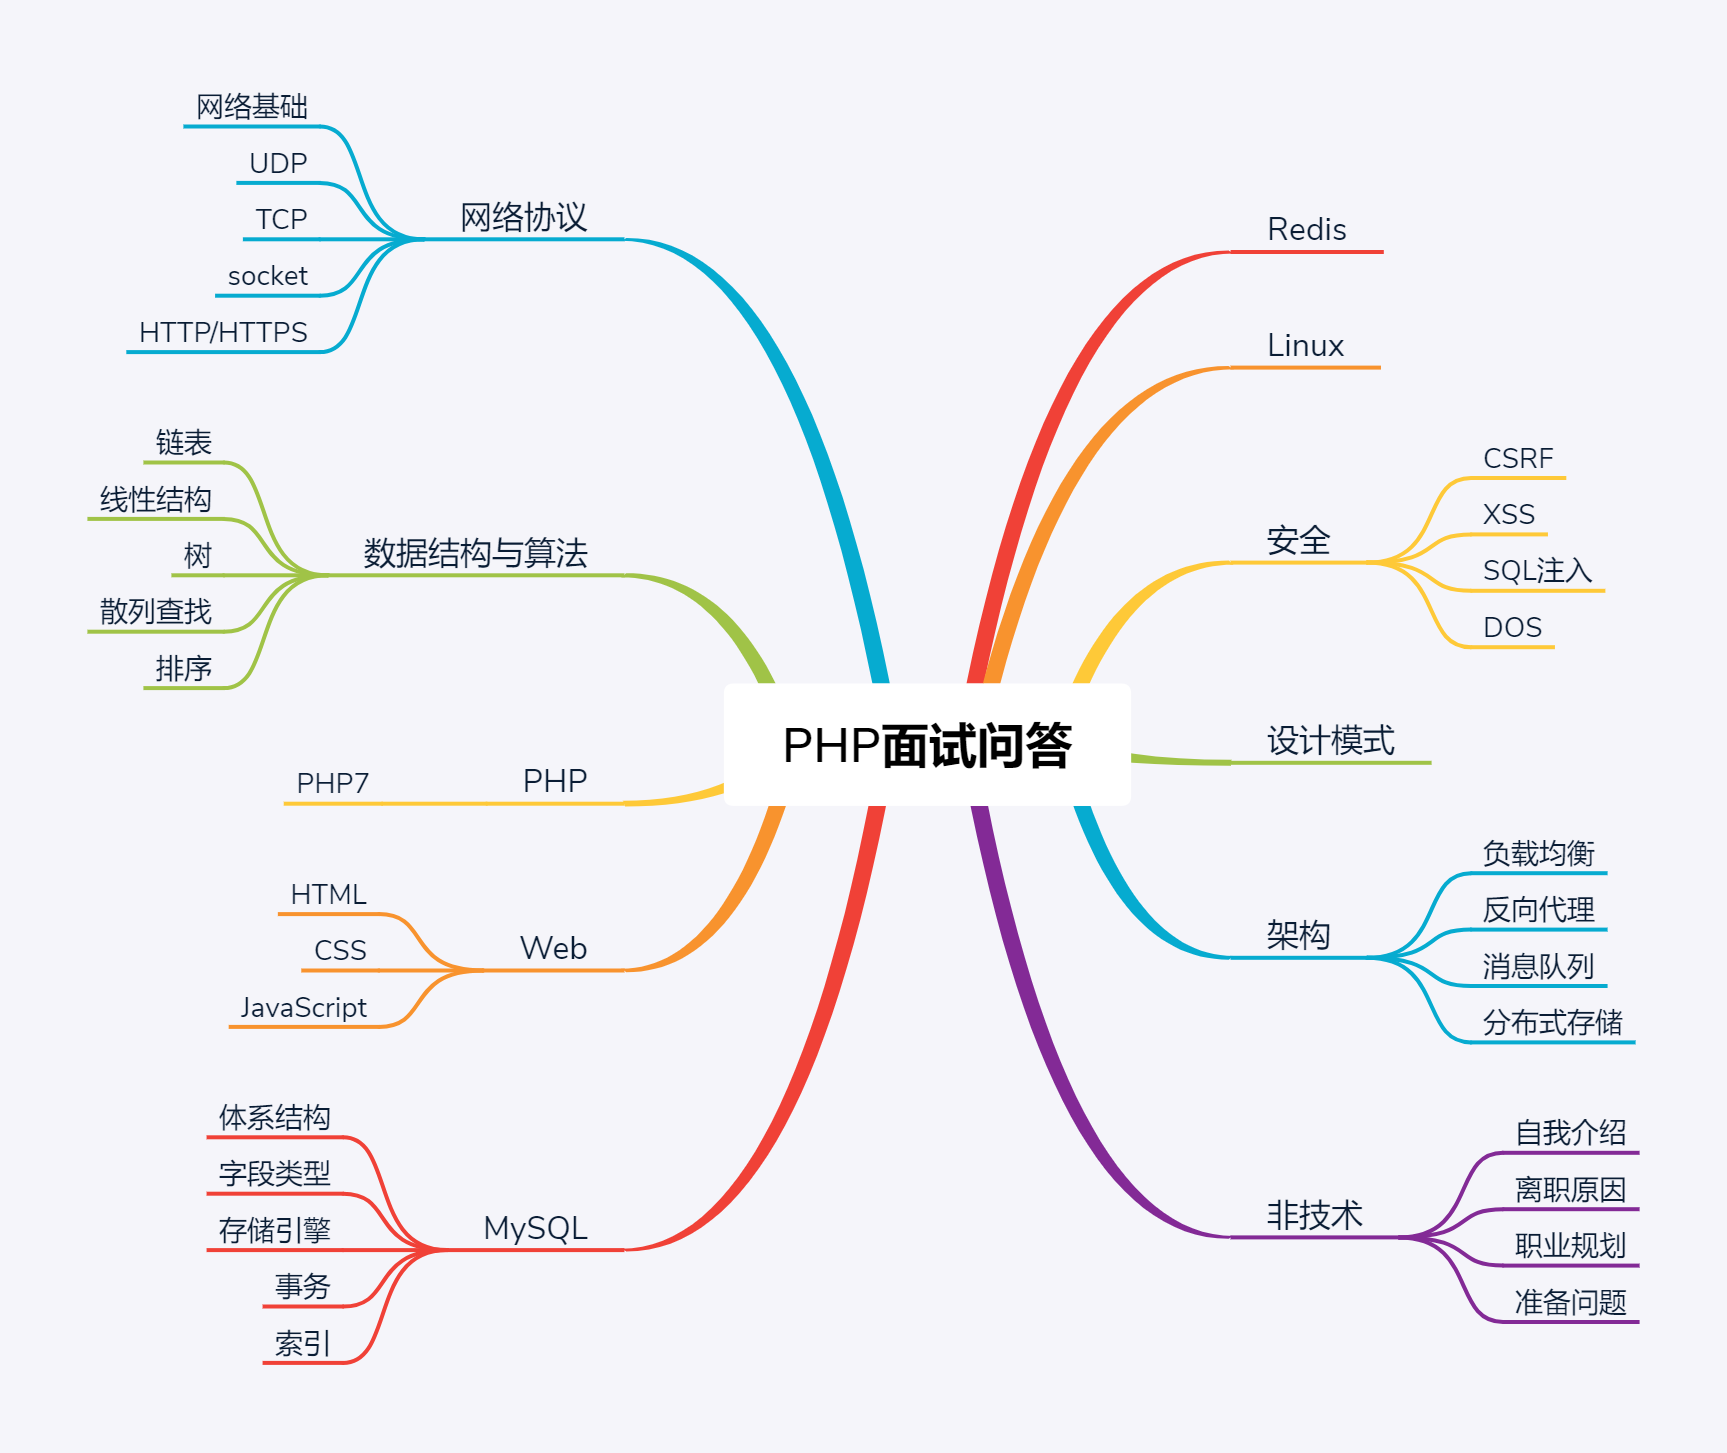 PHP面试问答
网络协议
网络基础
UDP
TCP
socket
HTTP/HTTPS
数据结构与算法
链表
线性结构
树
散列查找
排序
PHP
PHP7
Web
HTML
CSS
JavaScript
MySQL
体系结构
字段类型
存储引擎
事务
索引
Redis
Linux
安全
CSRF
XSS
SQL注入
DOS
设计模式
架构
负载均衡
反向代理
消息队列
分布式存储
非技术
自我介绍
离职原因
职业规划
准备问题